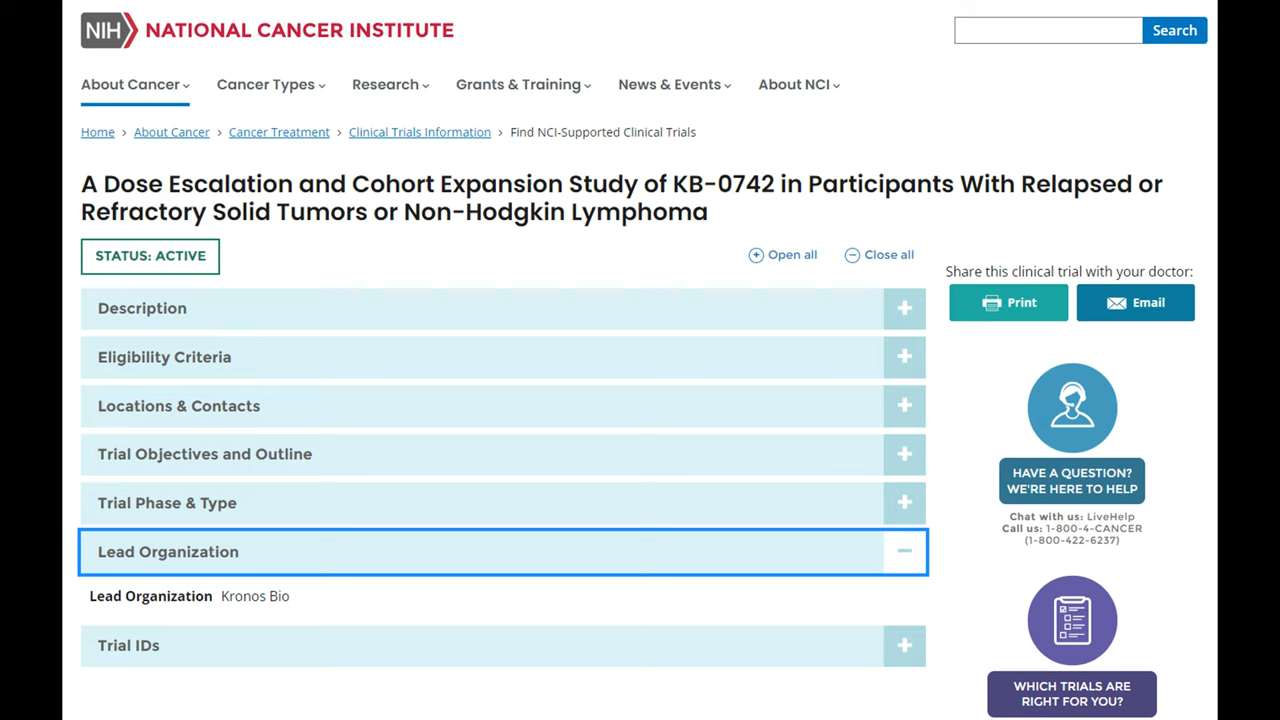 NIH NATIONAL CANCER INSTITUTE
Search
About Cancer Cancer Types Research Grants & Training News & Events About NCI
Home › About Cancer › Cancer Treatment › Clinical Trials Information › Find NCI-Supported Clinical Trials
A Dose Escalation and Cohort Expansion Study of KB-0742 in Participants With Relapsed or
Refractory Solid Tumors or Non-Hodgkin Lymphoma
STATUS: ACTIVE
Open all Close all
Share this clinical trial with your doctor:
Print Email
Description
Eligibility Criteria
Locations & Contacts
Trial Objectives and Outline
Trial Phase & Type
Lead Organization
Lead Organization Kronos Bio
Trial IDs
HAVE A QUESTION?
WE'RE HERE TO HELP
Chat with us: LiveHelp
Call us: 1-800-4-CANCER
(1-800-422-6237)
WHICH TRIALS ARE
RIGHT FOR YOU?